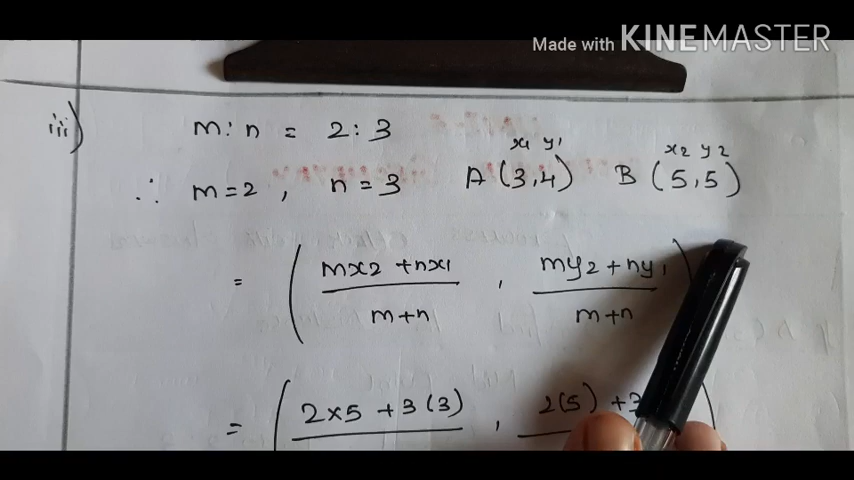 Made with KINEMASTER
iii) m:n = 2:3
x1 y1 x2 y2
∴ m=2, n=3 A(3,4) B(5,5)
= ( mx2 + nx1 / m+n , my2 + ny1 / m+n )
= ( 2×5 + 3(3) , 2(5) +